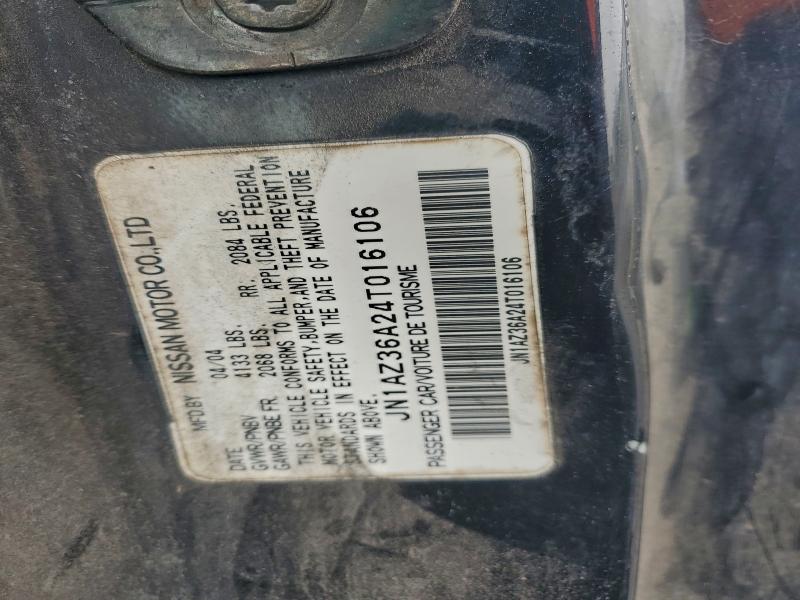 MFD BY NISSAN MOTOR CO.,LTD
DATE 04/04
GVWR/PNBV 4133 LBS.
GAWR/PNBE FR. 2068 LBS. RR. 2084 LBS.
THIS VEHICLE CONFORMS TO ALL APPLICABLE FEDERAL
MOTOR VEHICLE SAFETY,BUMPER,AND THEFT PREVENTION
STANDARDS IN EFFECT ON THE DATE OF MANUFACTURE
SHOWN ABOVE.
JN1AZ36A24T016106
PASSENGER CAR/VOITURE DE TOURISME
JN1AZ36A24T016106